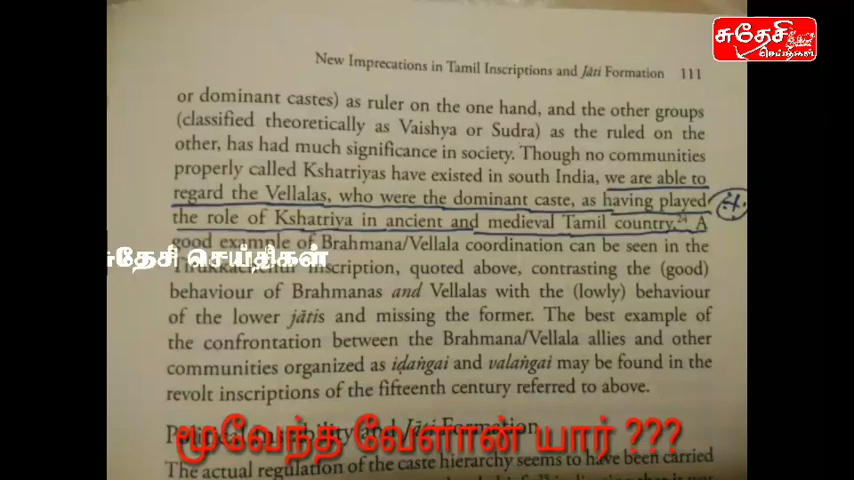 சுதேசி
செய்திகள்
New Imprecations in Tamil Inscriptions and Jāti Formation 111
or dominant castes) as ruler on the one hand, and the other groups
(classified theoretically as Vaishya or Sudra) as the ruled on the
other, has had much significance in society. Though no communities
properly called Kshatriyas have existed in south India, we are able to
regard the Vellalas, who were the dominant caste, as having played
the role of Kshatriya in ancient and medieval Tamil country.24 A
good example of Brahmana/Vellala coordination can be seen in the
சுதேசி செய்திகள்
inscription, quoted above, contrasting the (good)
behaviour of Brahmanas and Vellalas with the (lowly) behaviour
of the lower jātis and missing the former. The best example of
the confrontation between the Brahmana/Vellala allies and other
communities organized as iḍaṅgai and valaṅgai may be found in the
revolt inscriptions of the fifteenth century referred to above.
and Jāti Formation
மூவேந்த வேளான் யார் ???
The actual regulation of the caste hierarchy seems to have been carried